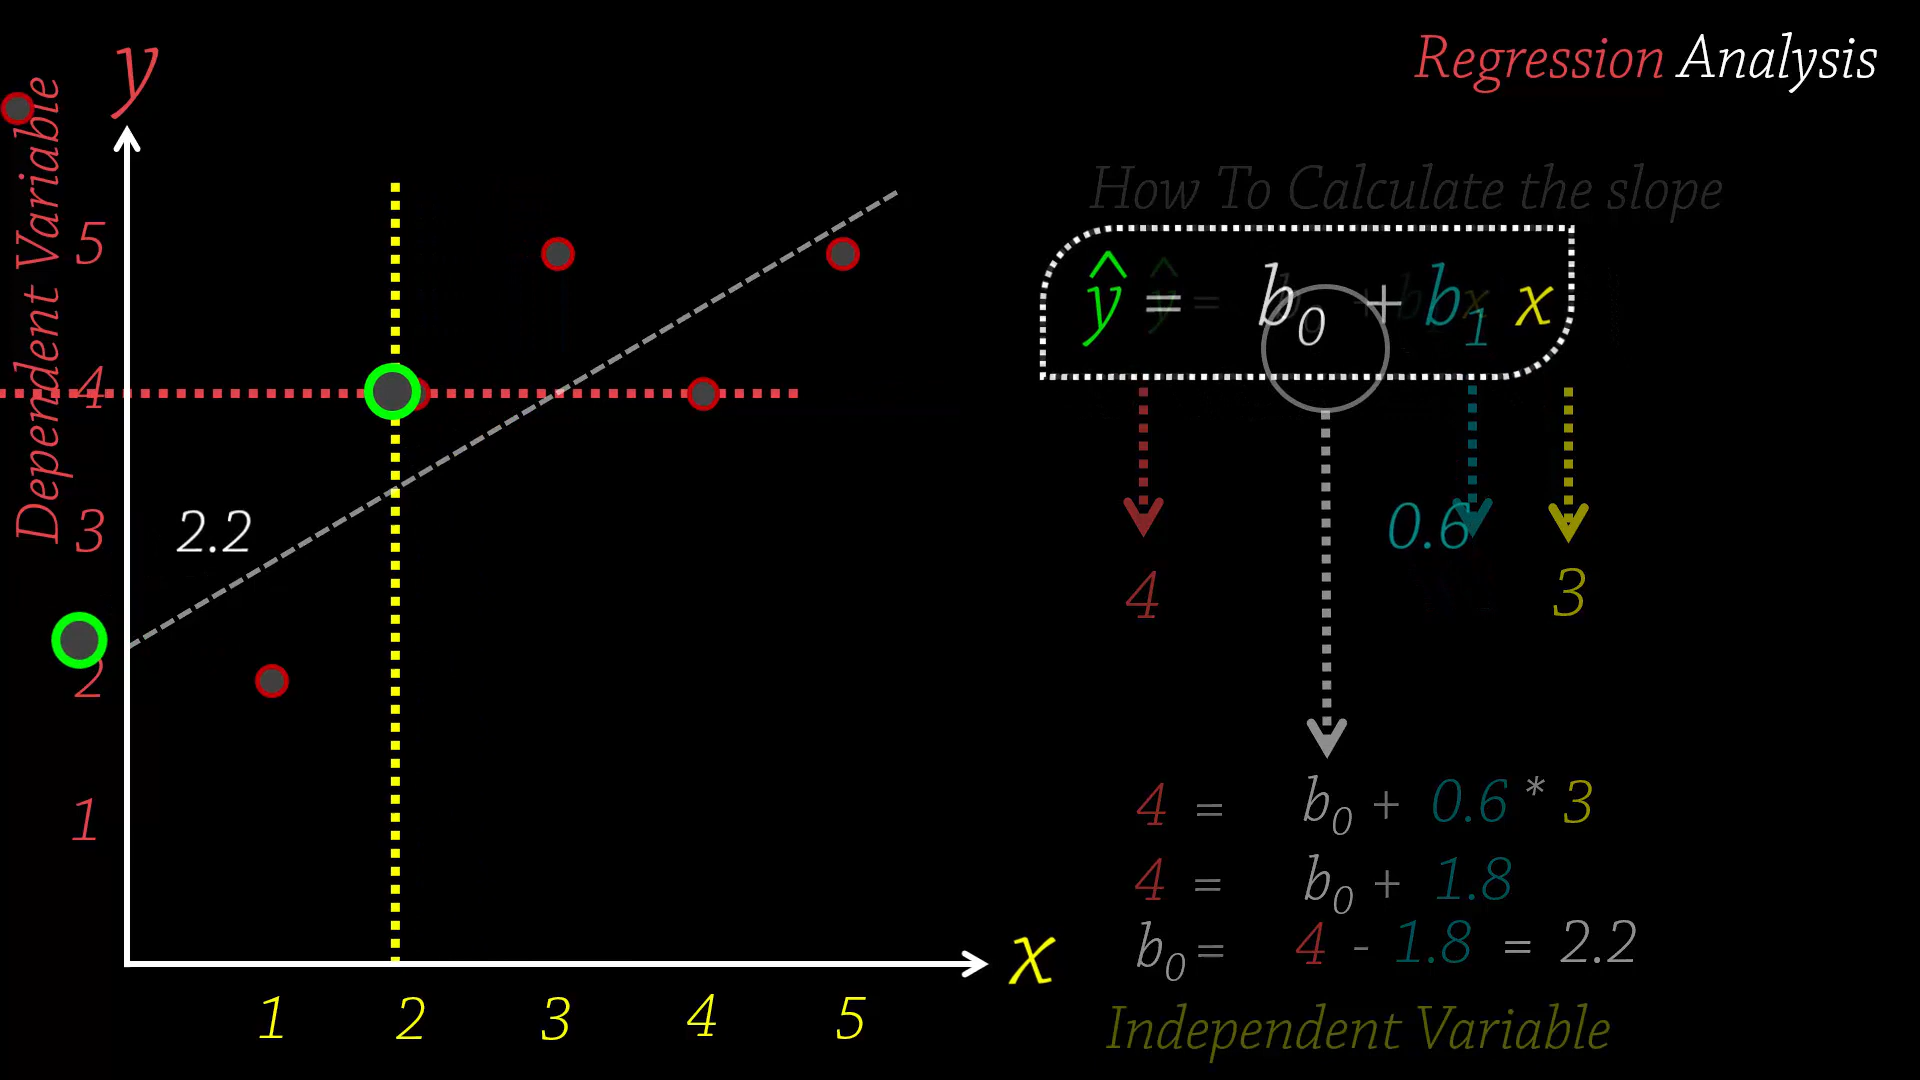 Regression Analysis
y
Dependent Variable
5
4
3
2
1
2.2
1 2 3 4 5
x
How To Calculate the slope
ŷ = b₀ + b₁ x
0.6
4 3
4 = b₀ + 0.6 * 3
4 = b₀ + 1.8
b₀ = 4 - 1.8 = 2.2
Independent Variable